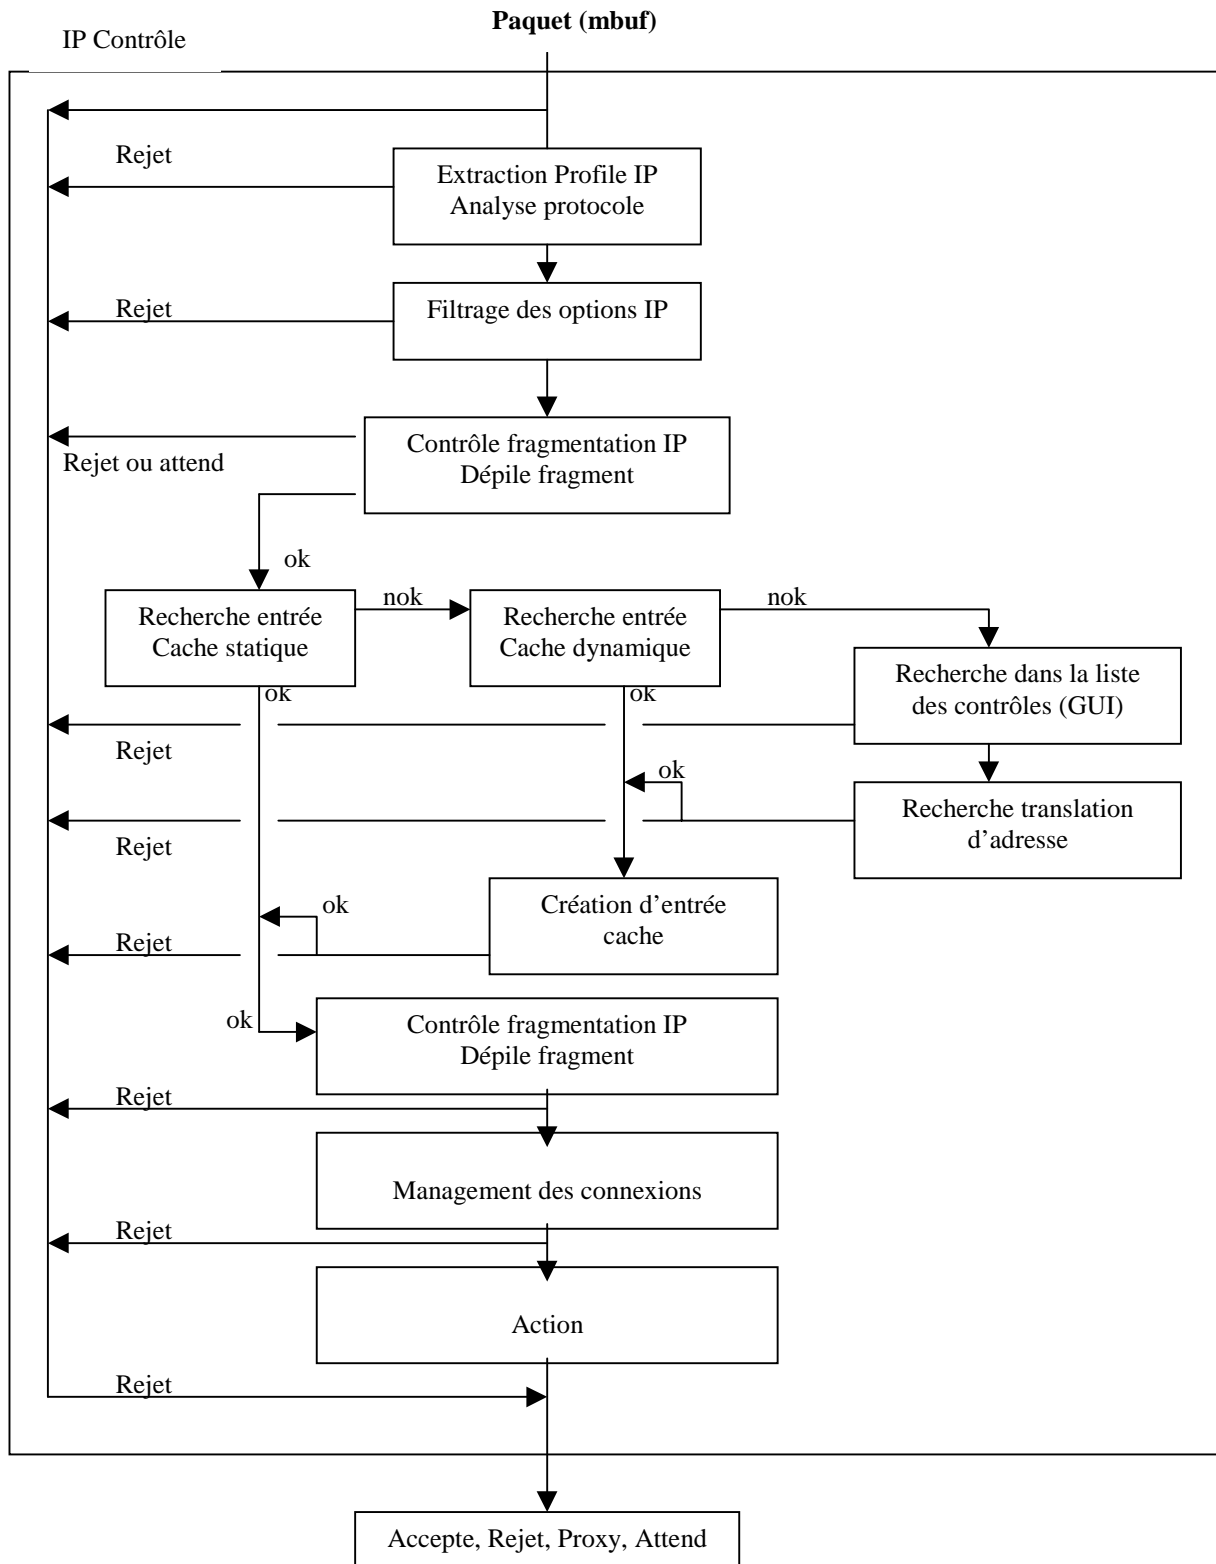 Paquet (mbuf)
IP Contrôle
Rejet
Extraction Profile IP
Analyse protocole
Rejet
Filtrage des options IP
Contrôle fragmentation IP
Dépile fragment
Rejet ou attend
ok
nok
nok
Recherche entrée
Cache statique
Recherche entrée
Cache dynamique
Recherche dans la liste
des contrôles (GUI)
ok
ok
Rejet
ok
Recherche translation
d’adresse
Rejet
ok
Création d’entrée
cache
Rejet
ok
Contrôle fragmentation IP
Dépile fragment
Rejet
Management des connexions
Rejet
Action
Rejet
Accepte, Rejet, Proxy, Attend